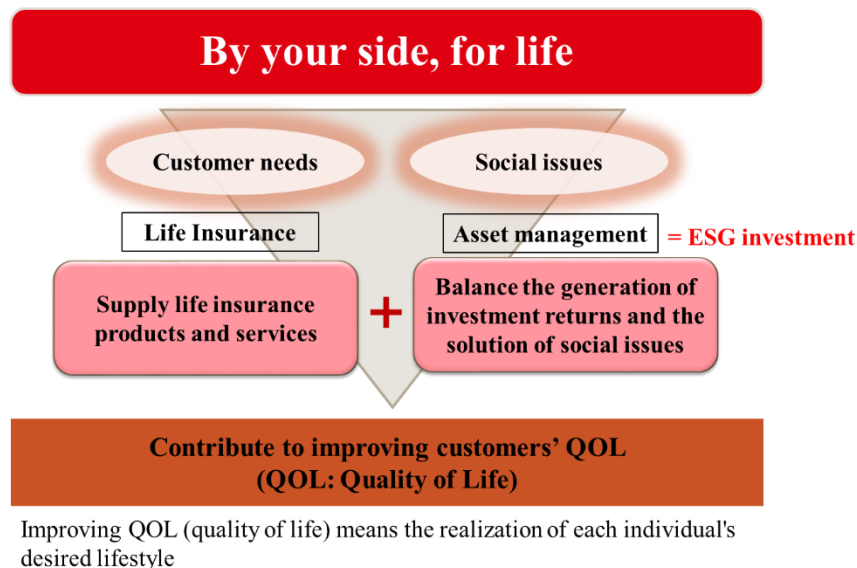 By your side, for life
Customer needs
Social issues
Life Insurance
Asset management
= ESG investment
Supply life insurance
products and services
+
Balance the generation of
investment returns and the
solution of social issues
Contribute to improving customers’ QOL
(QOL: Quality of Life)
Improving QOL (quality of life) means the realization of each individual's
desired lifestyle